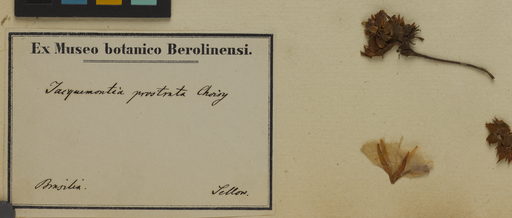 Ex Museo botanico Berolinensi.
Jacquemontia prostrata Choisy
Brasilia.
Sellow.